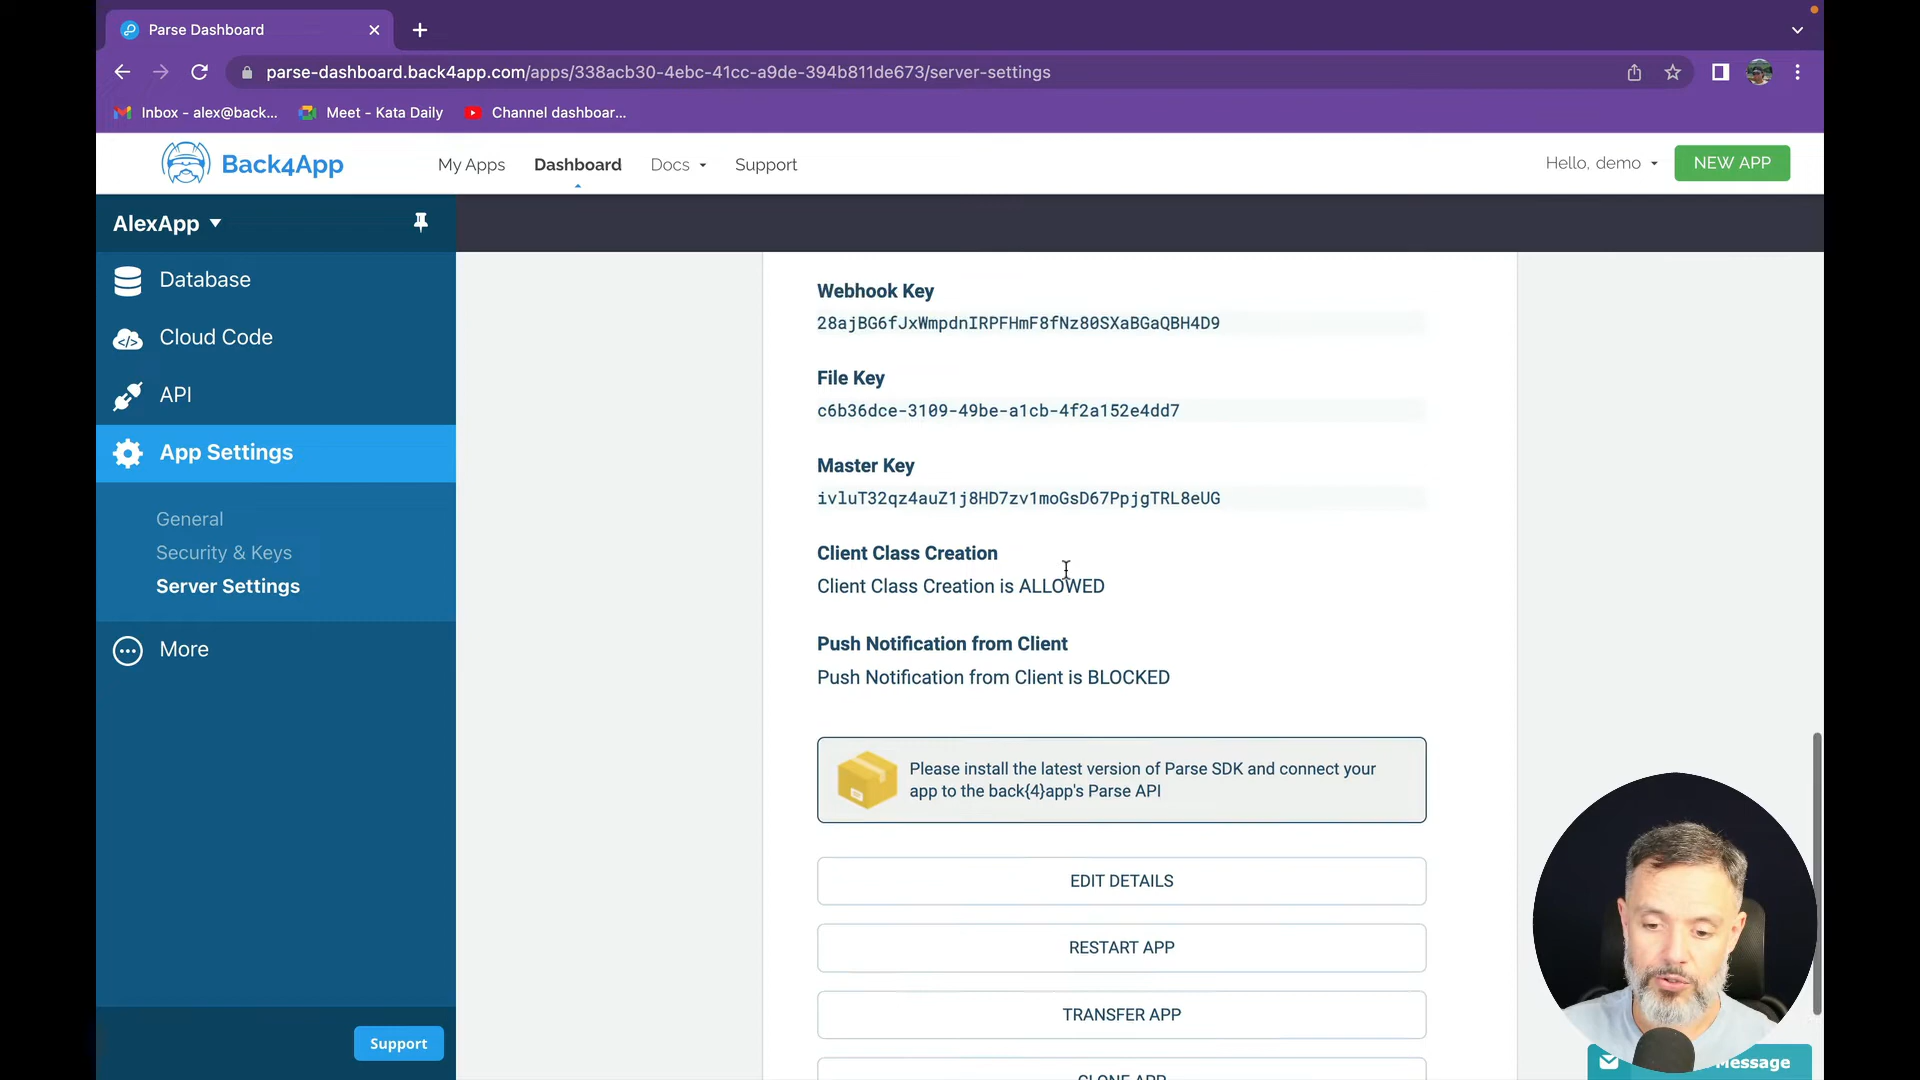 Parse Dashboard
parse-dashboard.back4app.com/apps/338acb30-4ebc-41cc-a9de-394b811de673/server-settings
Inbox - alex@back... Meet - Kata Daily Channel dashboar...
Back4App My Apps Dashboard Docs Support Hello, demo NEW APP
AlexApp
Database
Cloud Code
API
App Settings
General
Security & Keys
Server Settings
More
Support
Webhook Key
28ajBG6fJxWmpdnIRPFHmF8fNz80SXaBGaQBH4D9
File Key
c6b36dce-3109-49be-a1cb-4f2a152e4dd7
Master Key
ivluT32qz4auZ1j8HD7zv1moGsD67PpjgTRL8eUG
Client Class Creation
Client Class Creation is ALLOWED
Push Notification from Client
Push Notification from Client is BLOCKED
Please install the latest version of Parse SDK and connect your
app to the back{4}app's Parse API
EDIT DETAILS
RESTART APP
TRANSFER APP
CLONE APP
Message